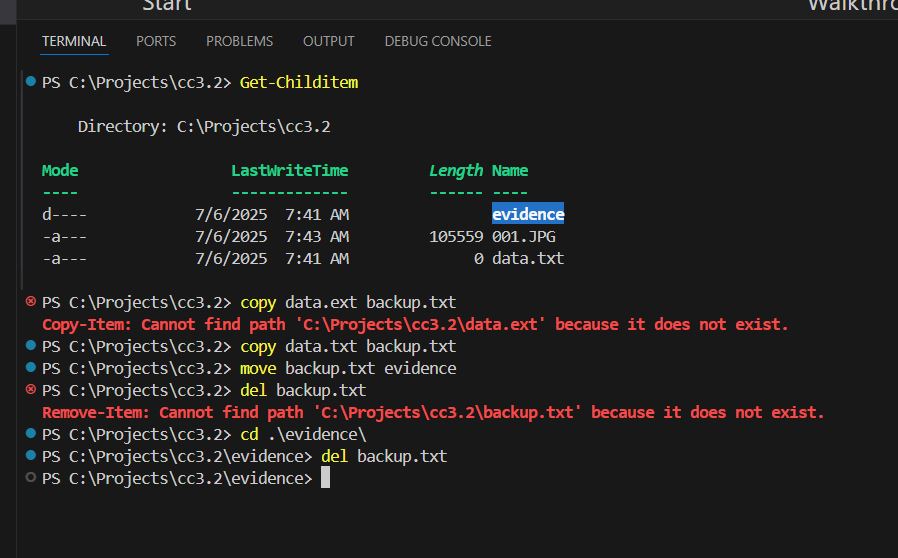 Start
TERMINAL PORTS PROBLEMS OUTPUT DEBUG CONSOLE
PS C:\Projects\cc3.2> Get-Childitem
Directory: C:\Projects\cc3.2
Mode LastWriteTime Length Name
---- ------------- ------ ----
d---- 7/6/2025 7:41 AM evidence
-a--- 7/6/2025 7:43 AM 105559 001.JPG
-a--- 7/6/2025 7:41 AM 0 data.txt
PS C:\Projects\cc3.2> copy data.ext backup.txt
Copy-Item: Cannot find path 'C:\Projects\cc3.2\data.ext' because it does not exist.
PS C:\Projects\cc3.2> copy data.txt backup.txt
PS C:\Projects\cc3.2> move backup.txt evidence
PS C:\Projects\cc3.2> del backup.txt
Remove-Item: Cannot find path 'C:\Projects\cc3.2\backup.txt' because it does not exist.
PS C:\Projects\cc3.2> cd .\evidence\
PS C:\Projects\cc3.2\evidence> del backup.txt
PS C:\Projects\cc3.2\evidence>